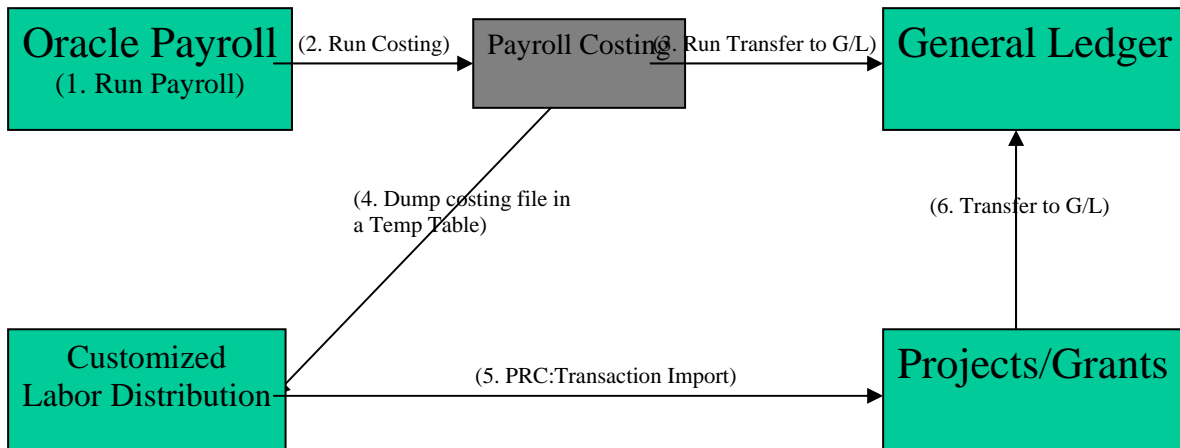 Oracle Payroll
(1. Run Payroll)
(2. Run Costing)
Payroll Costing
(3. Run Transfer to G/L)
General Ledger
(4. Dump costing file in
a Temp Table)
(6. Transfer to G/L)
Customized
Labor Distribution
(5. PRC:Transaction Import)
Projects/Grants